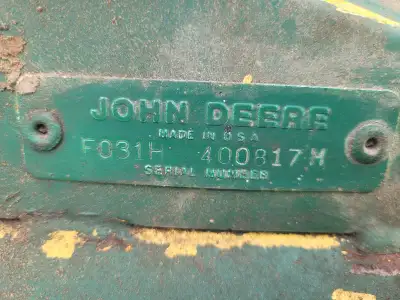 JOHN DEERE
MADE IN U.S.A
F031H 400817M
SERIAL NUMBER